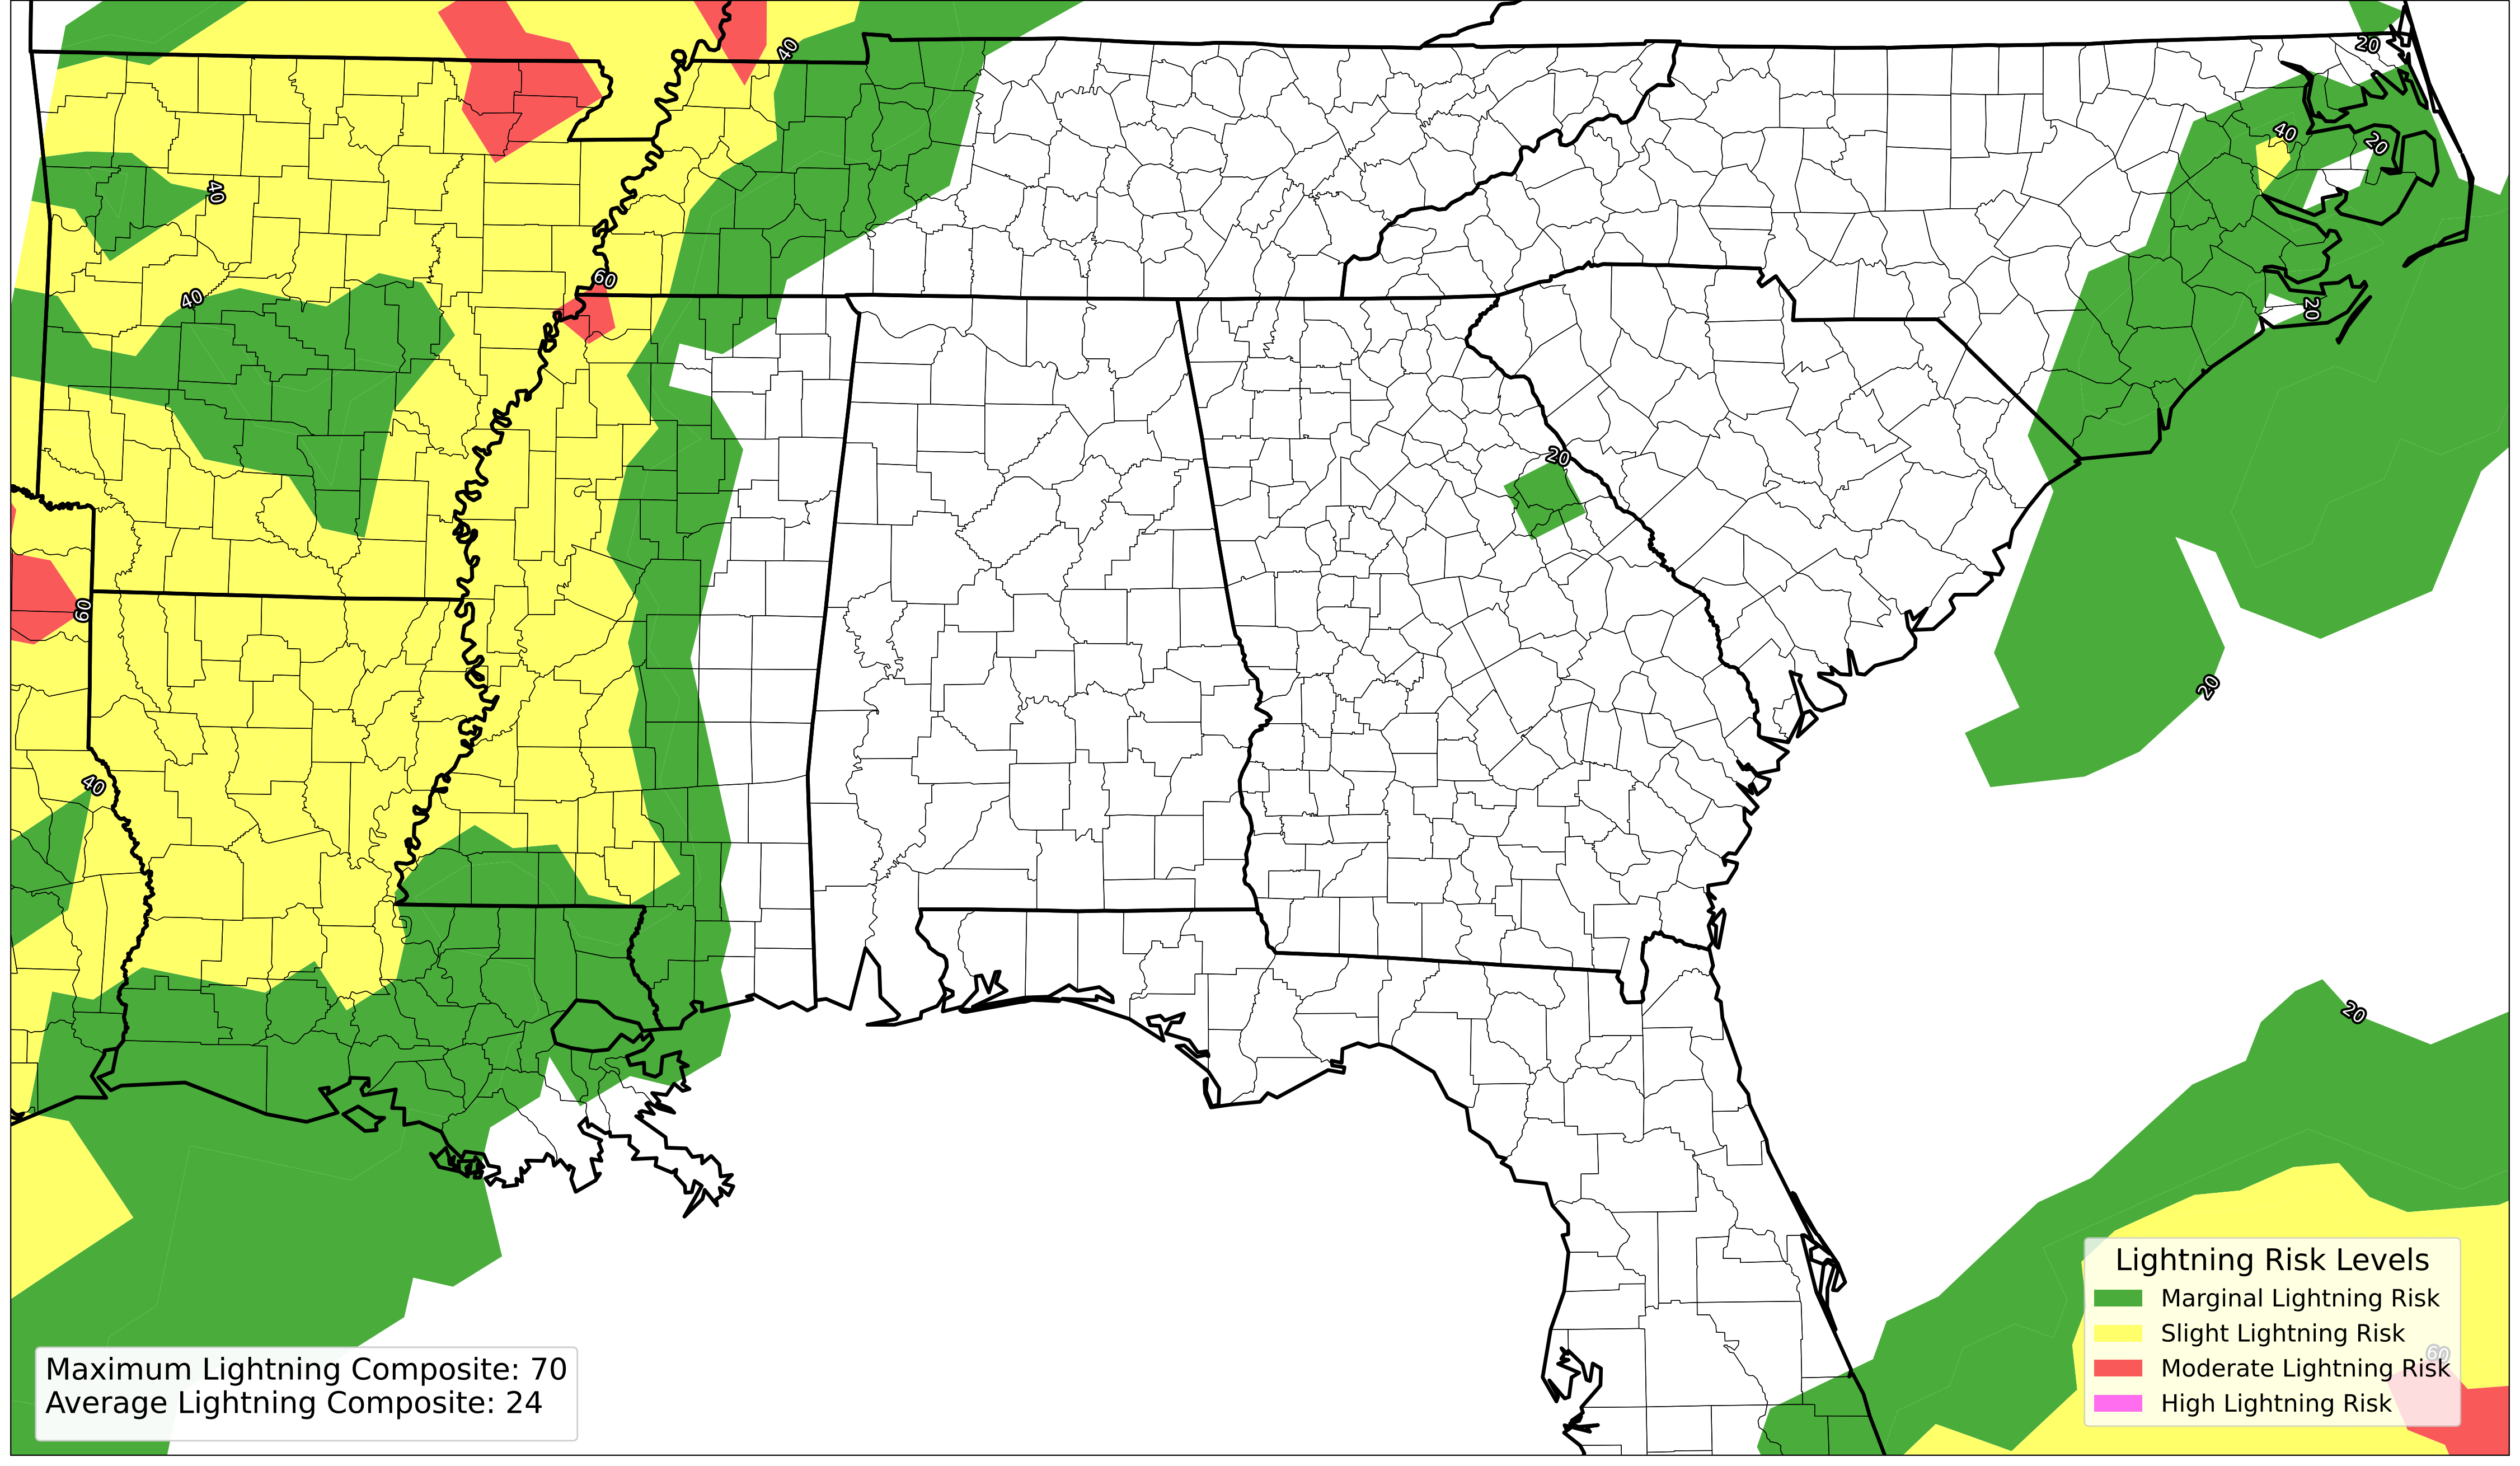 40
20
40
20
40
60
40
20
20
60
20
40
20
Lightning Risk Levels
Marginal Lightning Risk
Slight Lightning Risk
60
Moderate Lightning Risk
High Lightning Risk
Maximum Lightning Composite: 70
Average Lightning Composite: 24